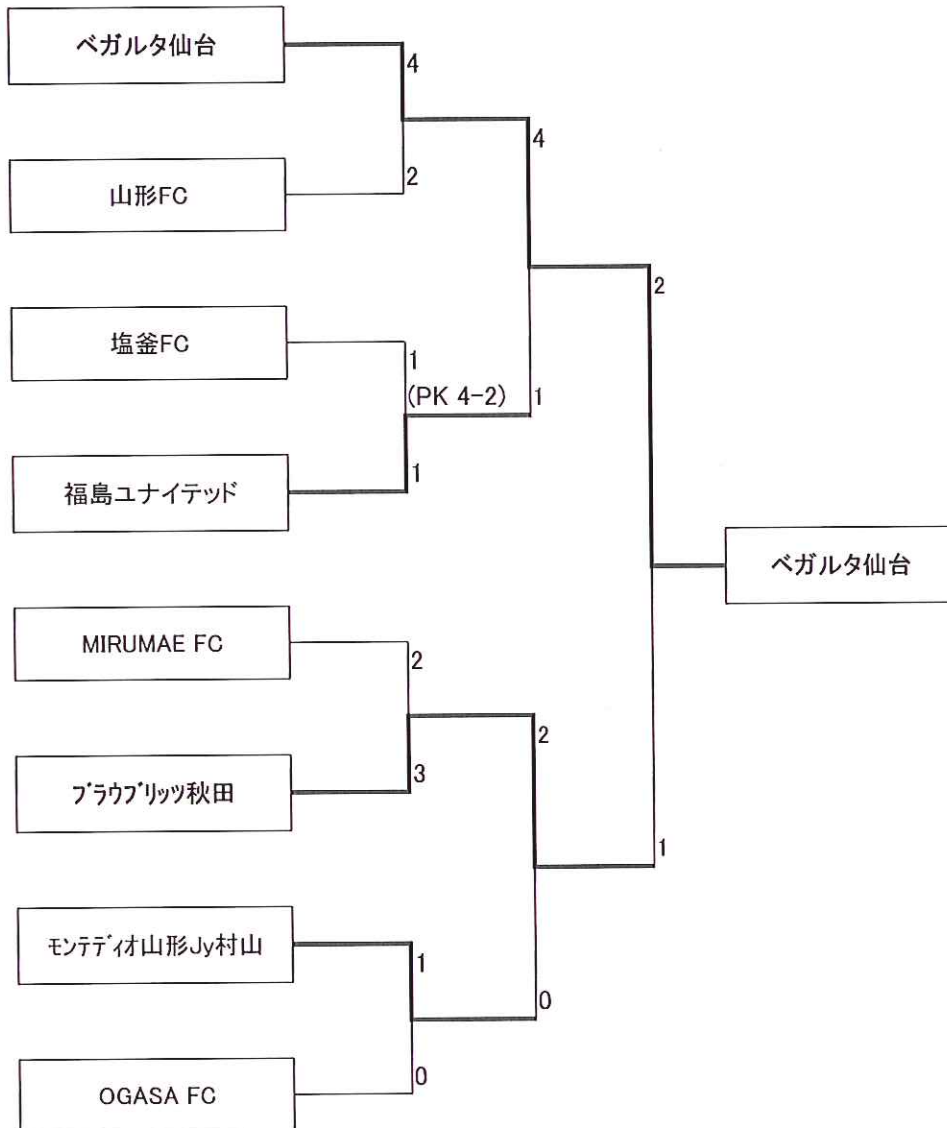 ベガルタ仙台
4
4
山形FC
2
2
塩釜FC
1
(PK 4-2)
1
福島ユナイテッド
1
ベガルタ仙台
MIRUMAE FC
2
2
ブラウブリッツ秋田
3
1
モンテディオ山形Jy村山
1
0
OGASA FC
0